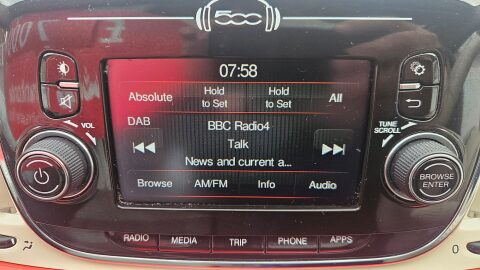 500
07:58
Absolute Hold to Set Hold to Set All
DAB
BBC Radio4
Talk
News and current a...
Browse AM/FM Info Audio
VOL
TUNE
SCROLL
BROWSE
ENTER
RADIO MEDIA TRIP PHONE APPS
0